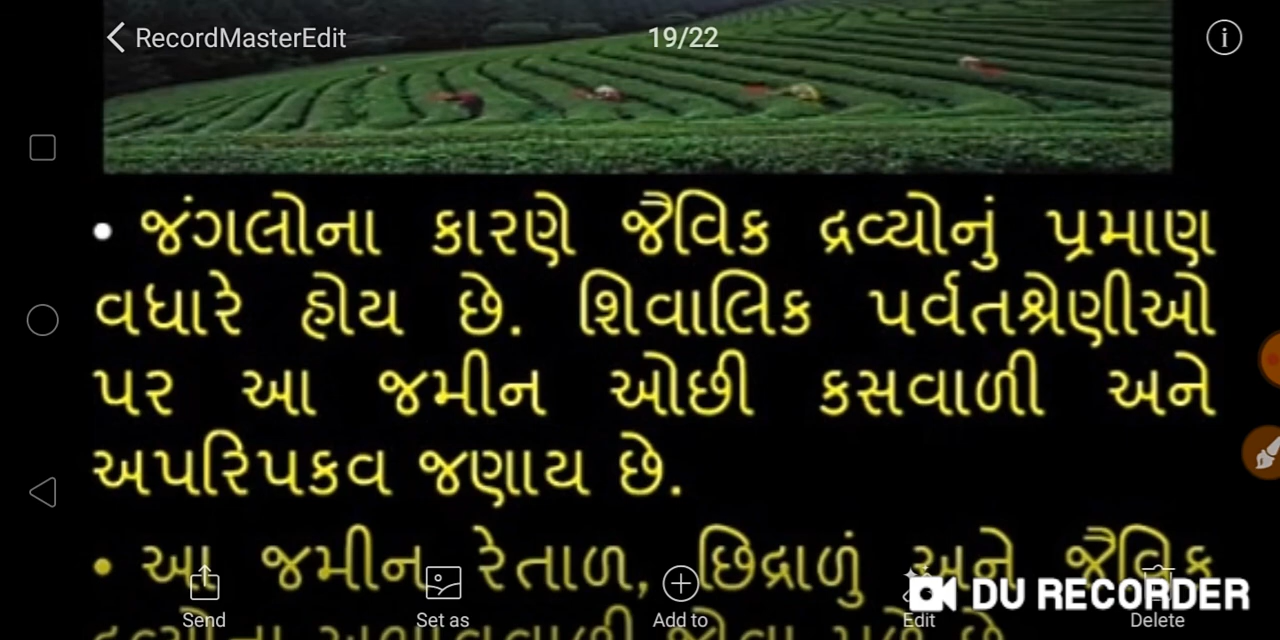 RecordMasterEdit 19/22
• જંગલોના કારણે જૈવિક દ્રવ્યોનું પ્રમાણ
વધારે હોય છે. શિવાલિક પર્વતશ્રેણીઓ
પર આ જમીન ઓછી કસવાળી અને
અપરિપકવ જણાય છે.
• આ જમીન રેતાળ, છિદ્રાળું અને જૈવિક
Send Set as Add to Edit Delete
DU RECORDER